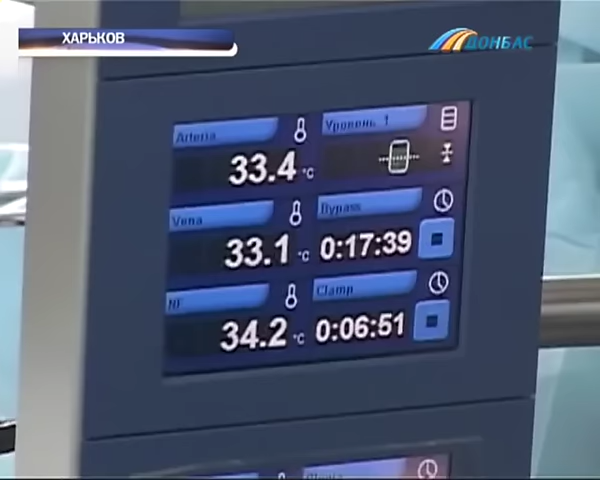 ХАРЬКОВ
ДОНБАС
Arteria
Уровень 1
33.4 °C
Vena
Bypass
33.1 °C
0:17:39
NF
Clamp
34.2 °C
0:06:51